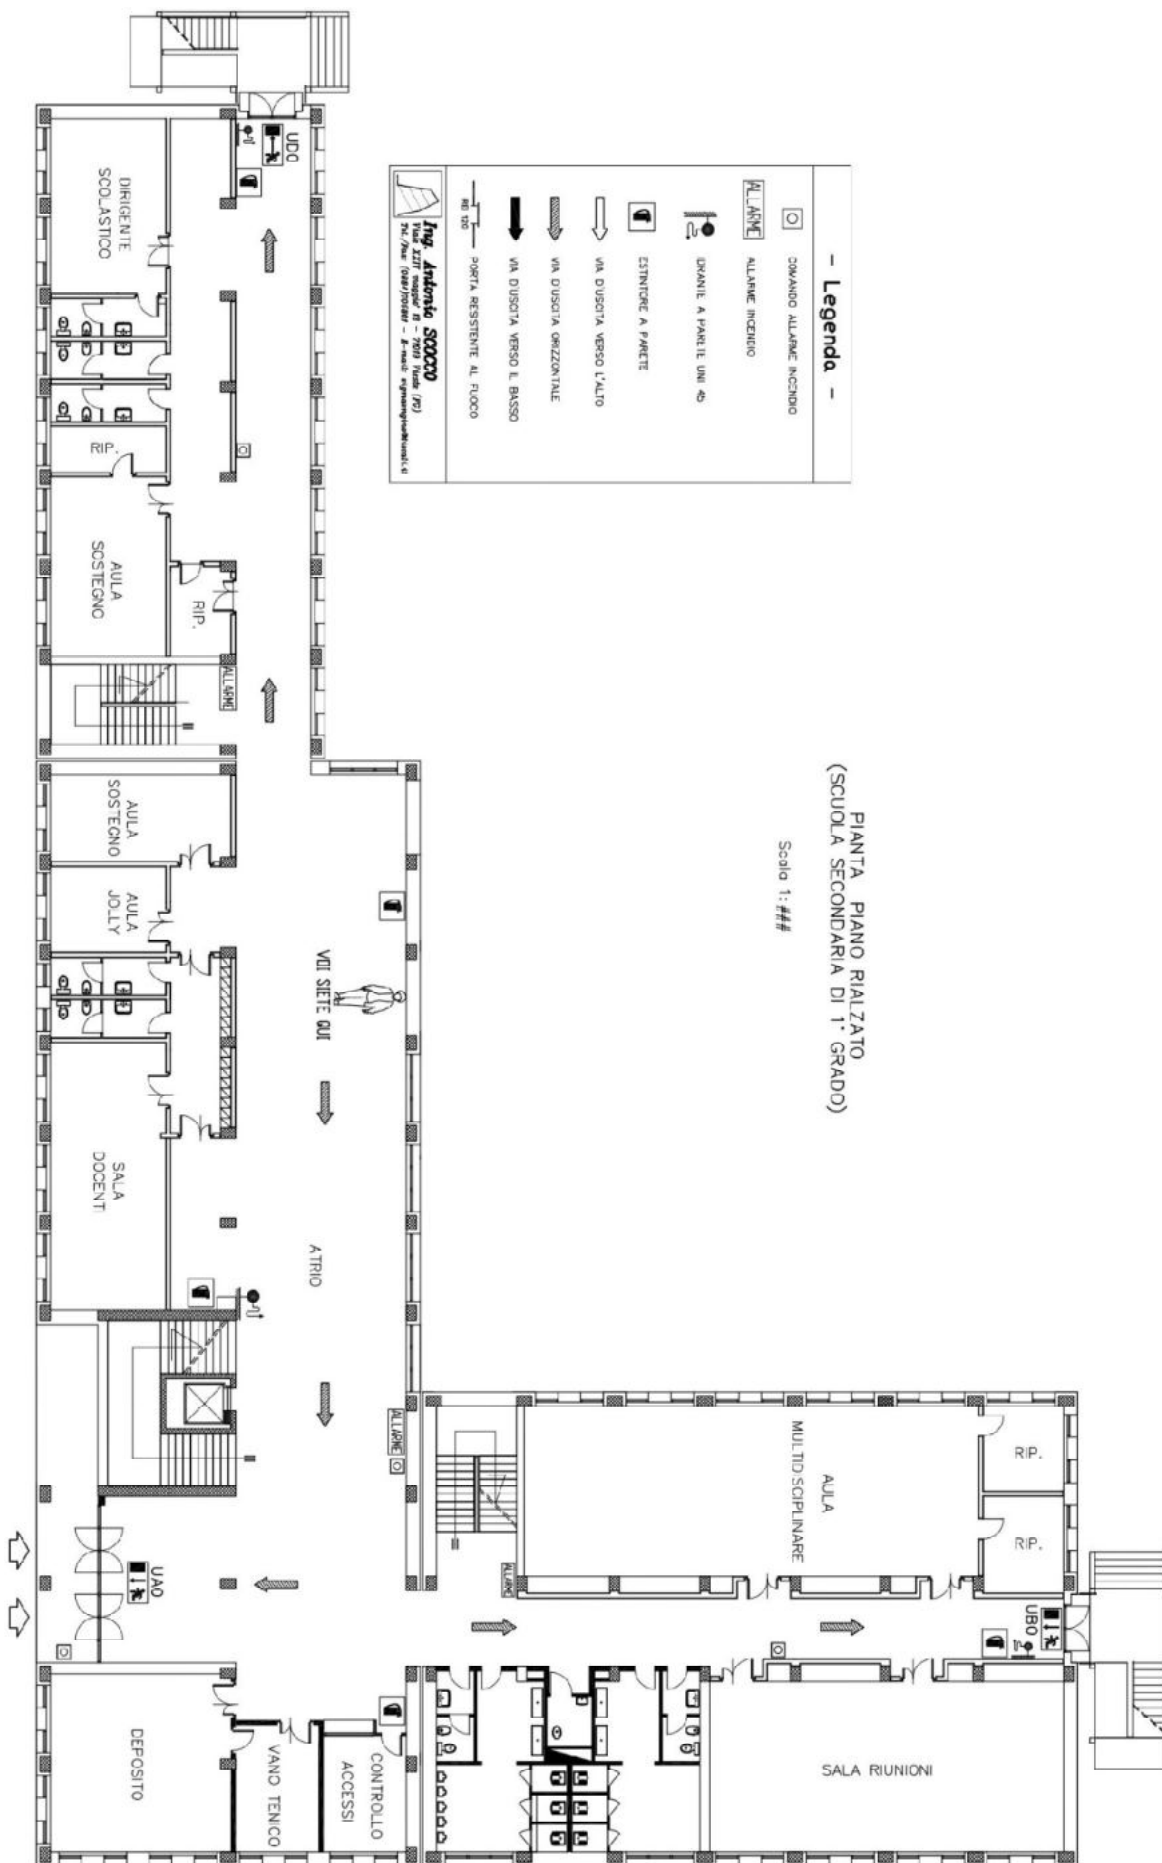 PIANTA PIANO RIALZATO
(SCUOLA SECONDARIA DI 1° GRADO)
Scala 1: ###
- Legenda -
COMANDO ALLARME INCENDIO
ALLARME
ALLARME INCENDIO
IDRANTE A PARETE UNI 45
ESTINTORE A PARETE
VIA D'USCITA VERSO L'ALTO
VIA D'USCITA ORIZZONTALE
VIA D'USCITA VERSO IL BASSO
REI 120
PORTA RESISTENTE AL FUOCO
Ing. Antonio SCOCCO
UDO
DIRIGENTE
SCOLASTICO
RIP.
AULA
SOSTEGNO
RIP.
ALLARME
AULA
SOSTEGNO
AULA
JOLLY
VOI SIETE QUI
SALA
DOCENTI
ATRIO
ALLARME
UAO
ALLARME
AULA
MULTIDISCIPLINARE
RIP.
RIP.
UBO
DEPOSITO
VANO TENICO
CONTROLLO
ACCESSI
SALA RIUNIONI